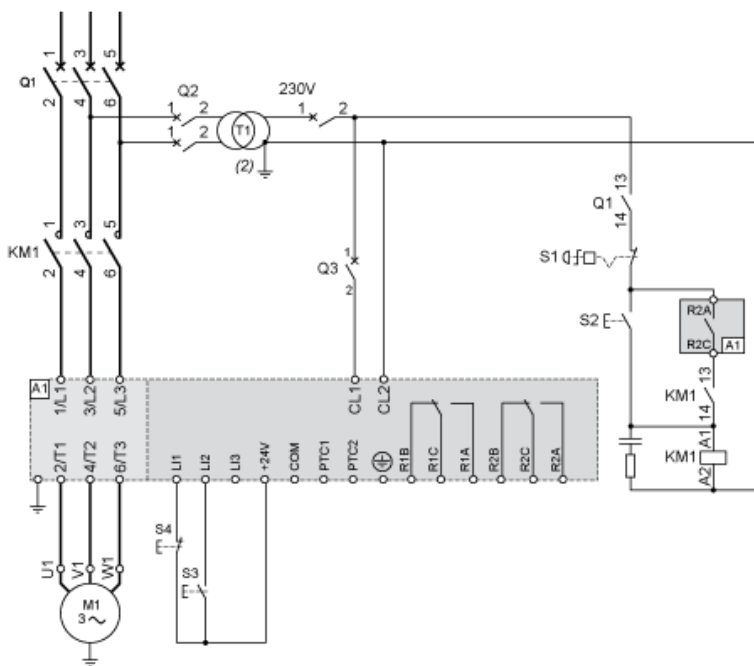 1 3 5
Q1
2 4 6
Q2
1 2
1 2
T1
(2)
230V
1 2
13
Q1
14
1 3 5
KM1
2 4 6
1
Q3
2
S1
S2
R2A
R2C
A1
13
KM1
14
A1
KM1
A2
A1
1/L1 3/L2 5/L3
CL1 CL2
2/T1 4/T2 6/T3
LI1 LI2 LI3 +24V COM PTC1 PTC2 R1B R1C R1A R2B R2C R2A
S4
S3
U1 V1 W1
M1
3